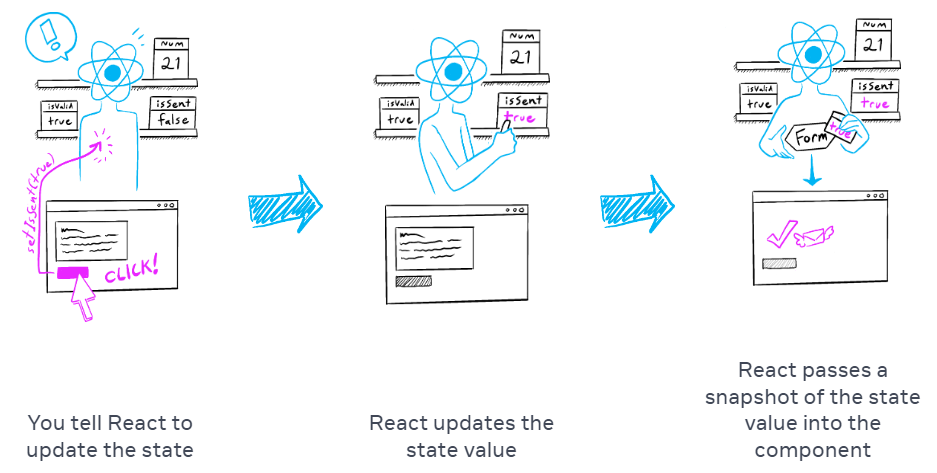 !
Num
21
isValid
true
isSent
false
setIsSent(true)
CLICK!
You tell React to
update the state
Num
21
isValid
true
isSent
true
React updates the
state value
Num
21
isValid
true
isSent
true
Form
true
React passes a
snapshot of the state
value into the
component